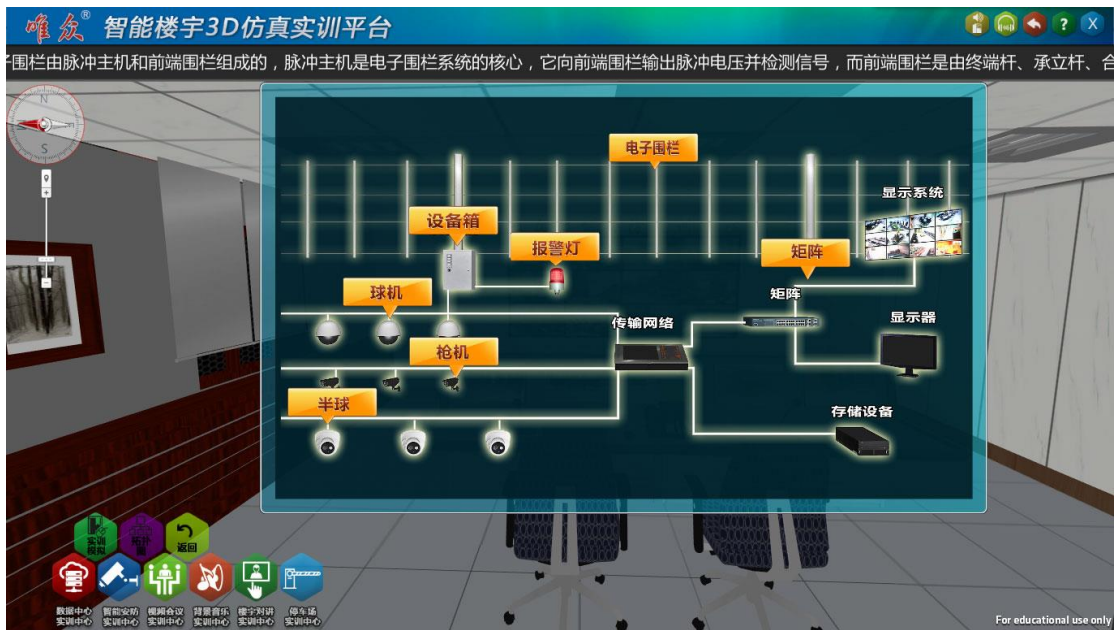 唯众® 智能楼宇3D仿真实训平台
子围栏由脉冲主机和前端围栏组成的，脉冲主机是电子围栏系统的核心，它向前端围栏输出脉冲电压并检测信号，而前端围栏是由终端杆、承立杆、合
N
S
电子围栏
显示系统
设备箱
报警灯
矩阵
球机
矩阵
传输网络
显示器
枪机
半球
存储设备
实训
模拟
拓扑
图
返回
数据中心
实训中心
智能安防
实训中心
视频会议
实训中心
背景音乐
实训中心
楼宇对讲
实训中心
停车场
实训中心
For educational use only